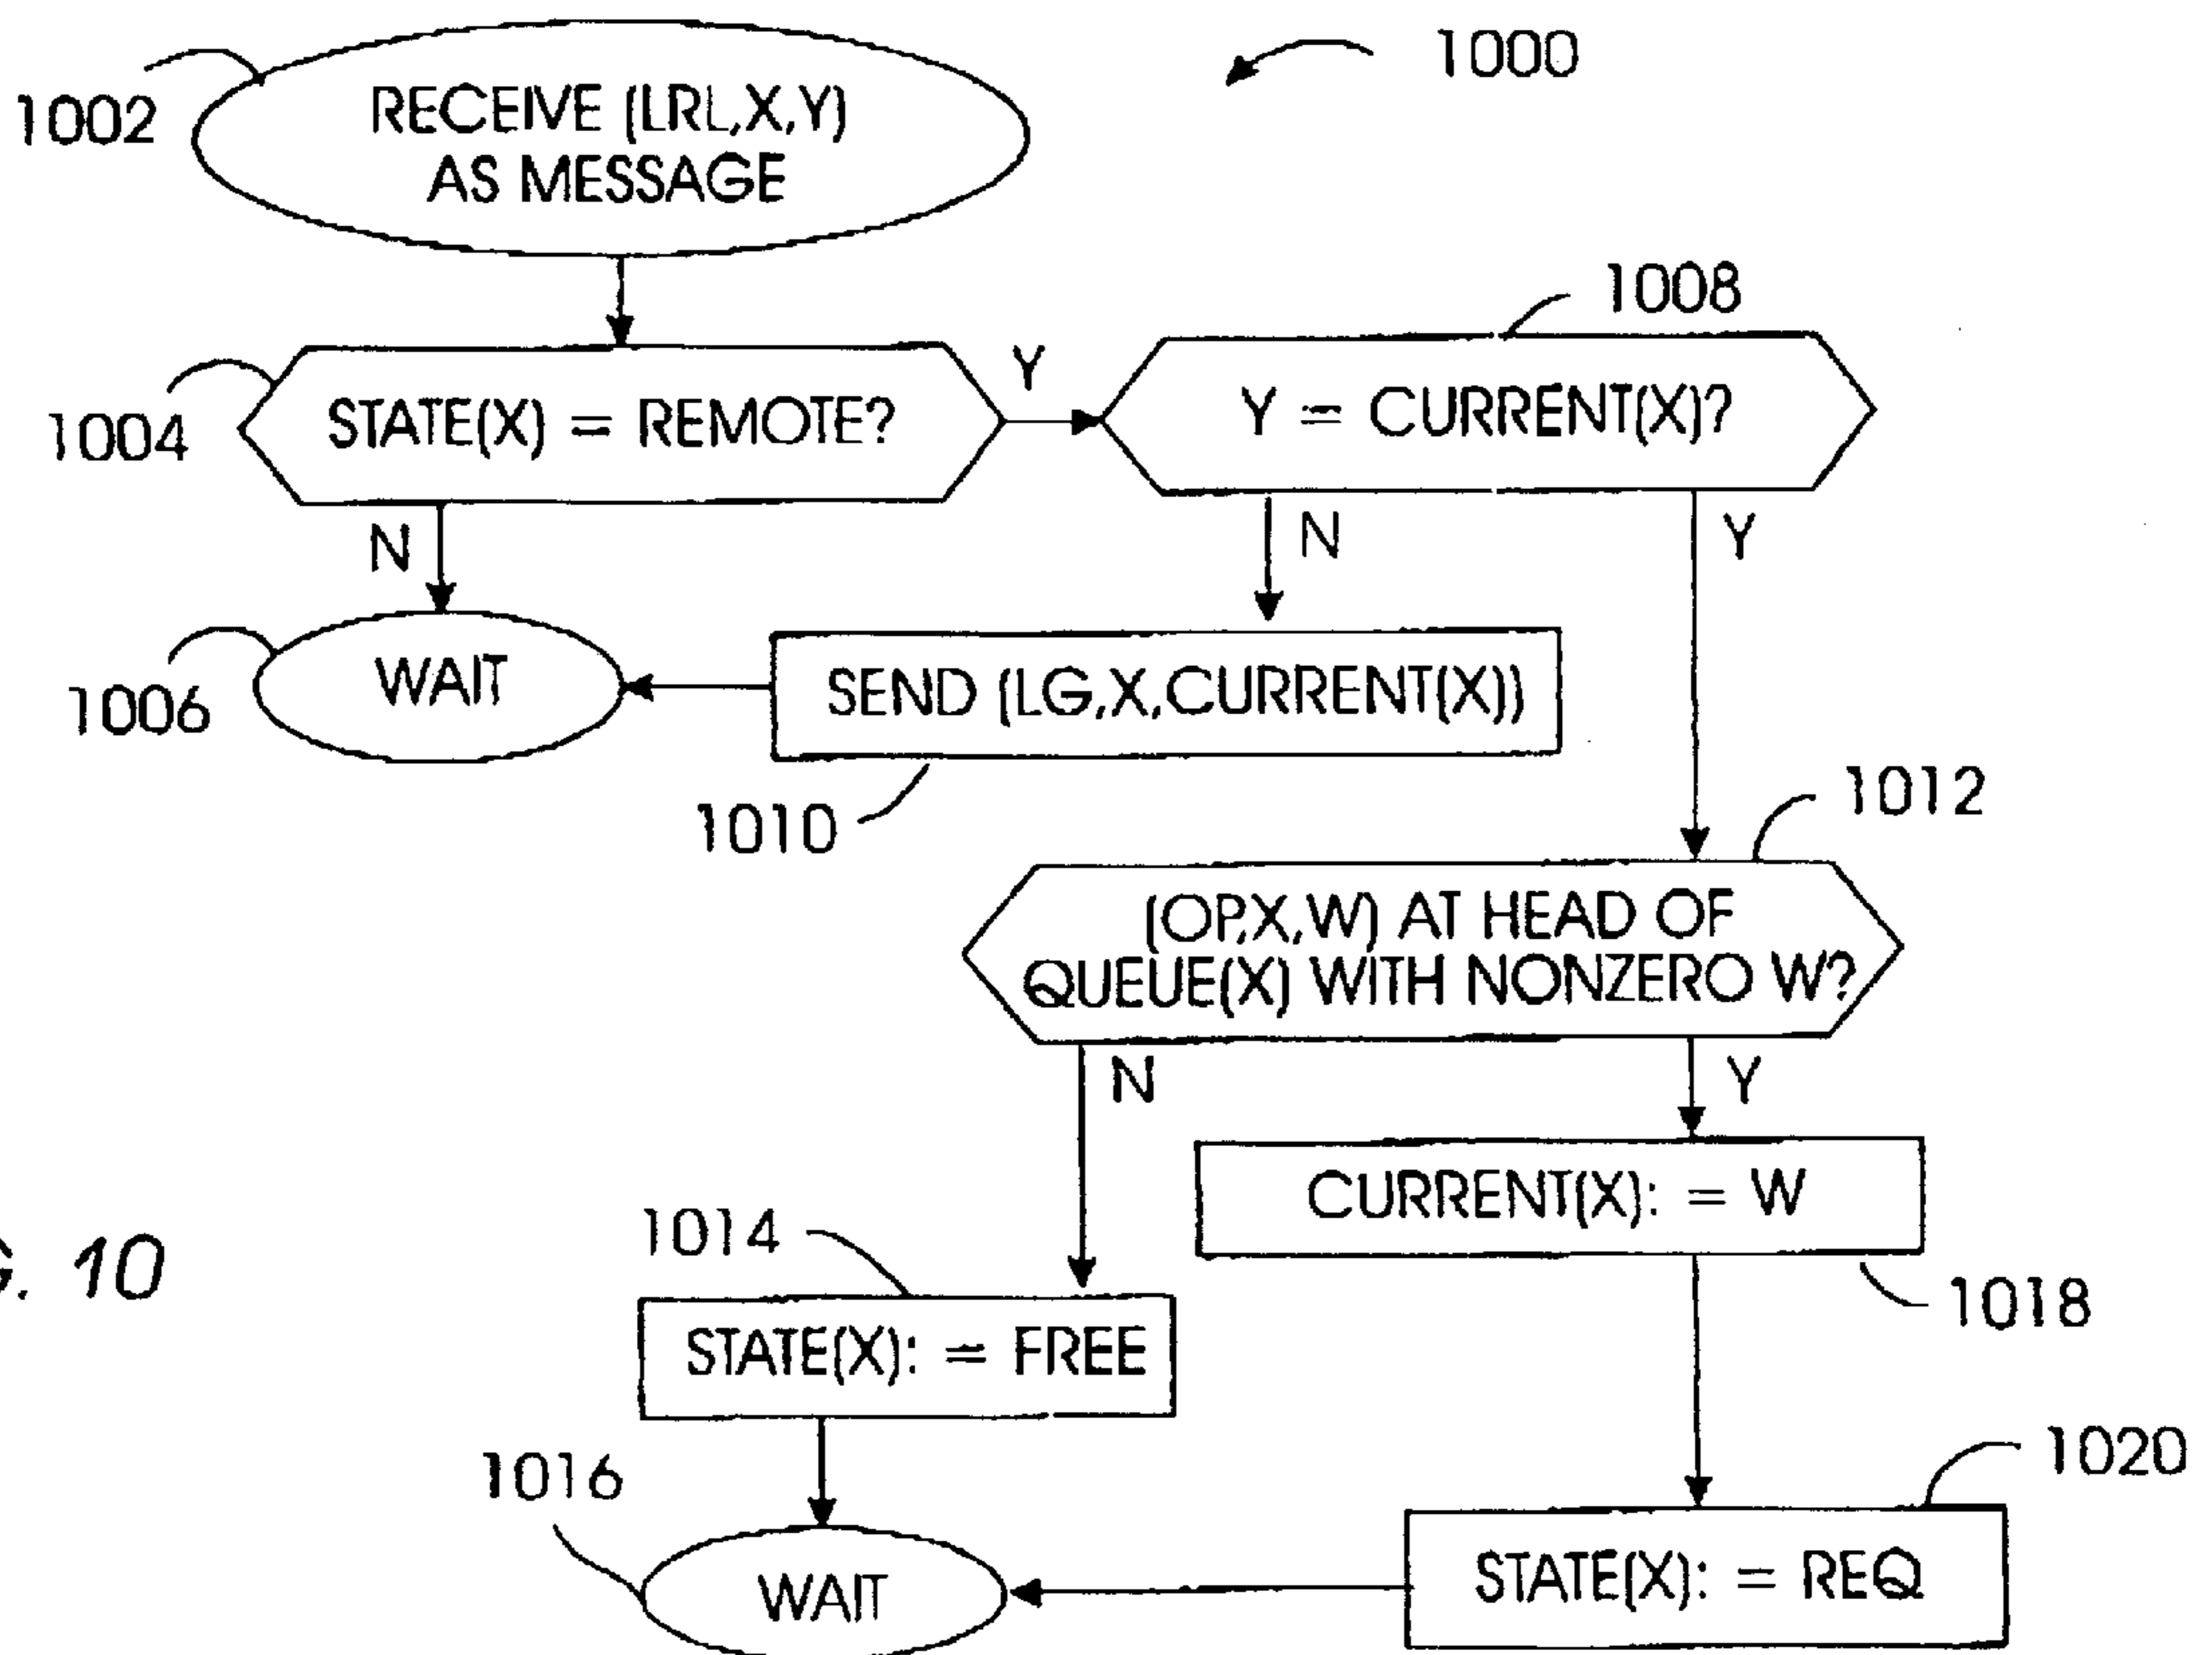 1000
1002
RECEIVE (LRL,X,Y)
AS MESSAGE
1008
1004
STATE(X) = REMOTE?
Y
Y = CURRENT(X)?
N
N
Y
1006
WAIT
SEND (LG,X,CURRENT(X))
1010
1012
(OP,X,W) AT HEAD OF
QUEUE(X) WITH NONZERO W?
N
Y
CURRENT(X): = W
1018
1014
STATE(X): = FREE
G. 10
1016
WAIT
1020
STATE(X): = REQ